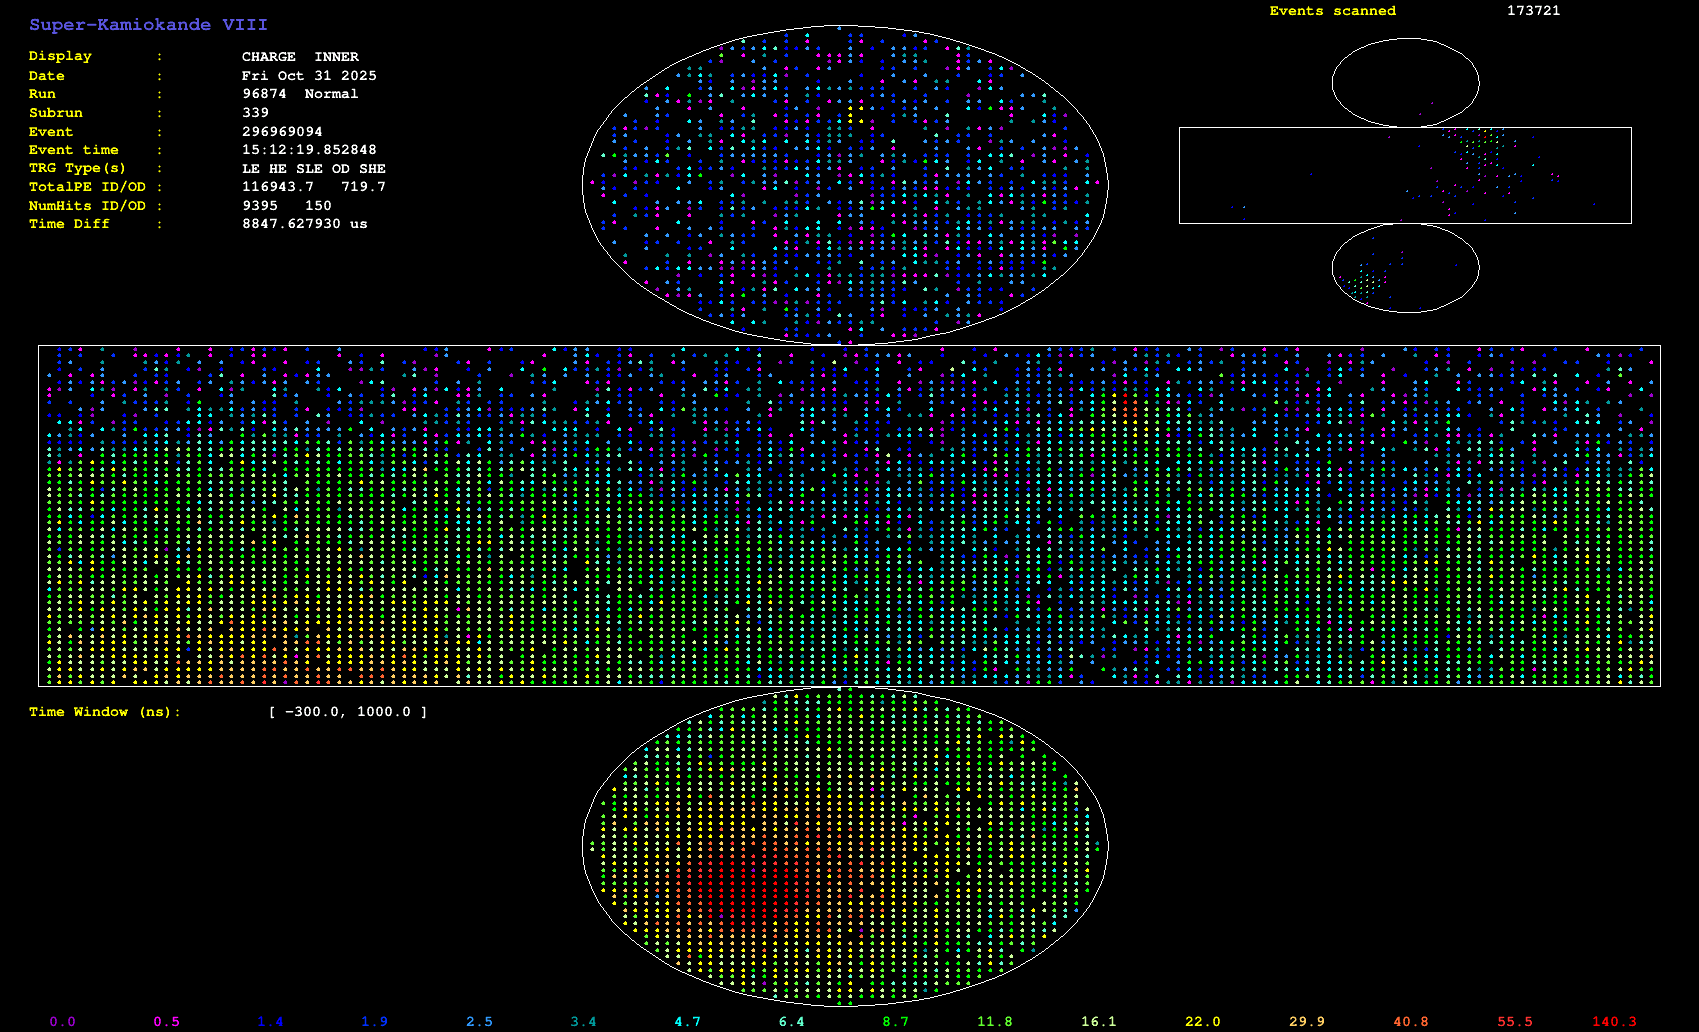 Super-Kamiokande VIII
Events scanned 173721
Display : CHARGE INNER
Date : Fri Oct 31 2025
Run : 96874 Normal
Subrun : 339
Event : 296969094
Event time : 15:12:19.852848
TRG Type(s) : LE HE SLE OD SHE
TotalPE ID/OD : 116943.7 719.7
NumHits ID/OD : 9395 150
Time Diff : 8847.627930 us
Time Window (ns): [ -300.0, 1000.0 ]
0.0 0.5 1.4 1.9 2.5 3.4 4.7 6.4 8.7 11.8 16.1 22.0 29.9 40.8 55.5 140.3